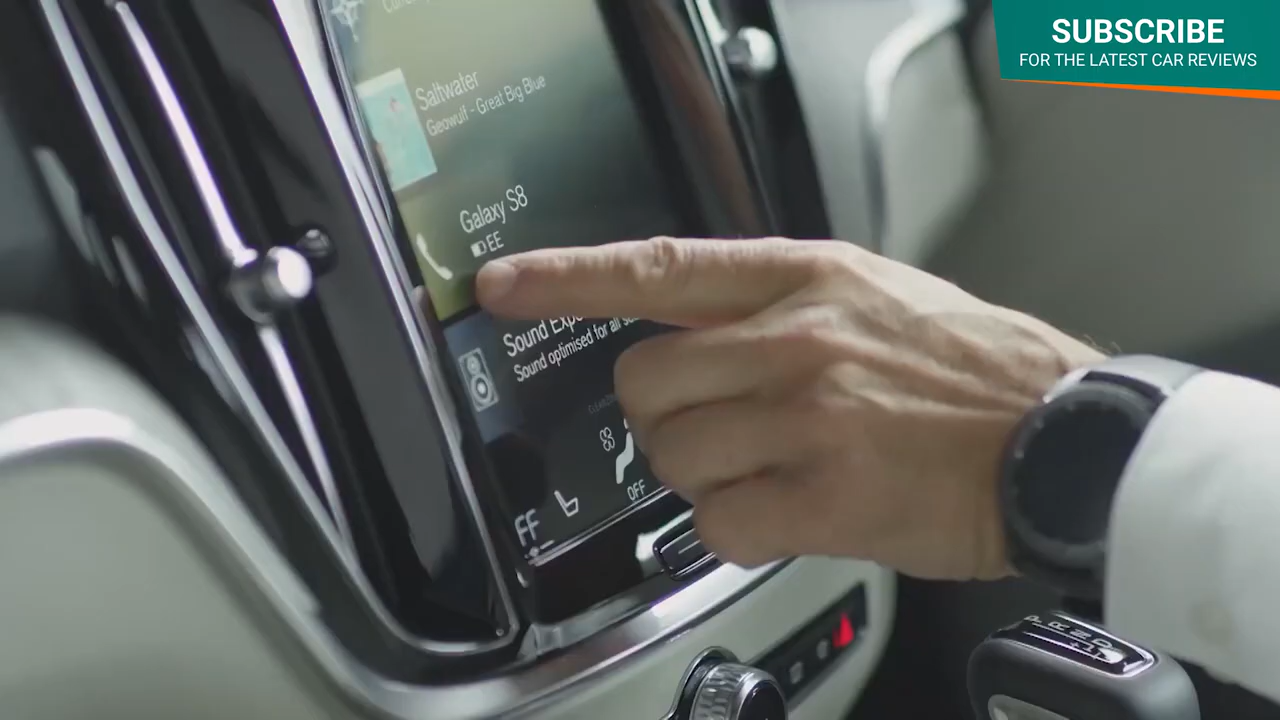 SUBSCRIBE
FOR THE LATEST CAR REVIEWS
Saltwater
Geowulf - Great Big Blue
Galaxy S8
EE
Sound
Sound optimised for all
OFF
P R N D